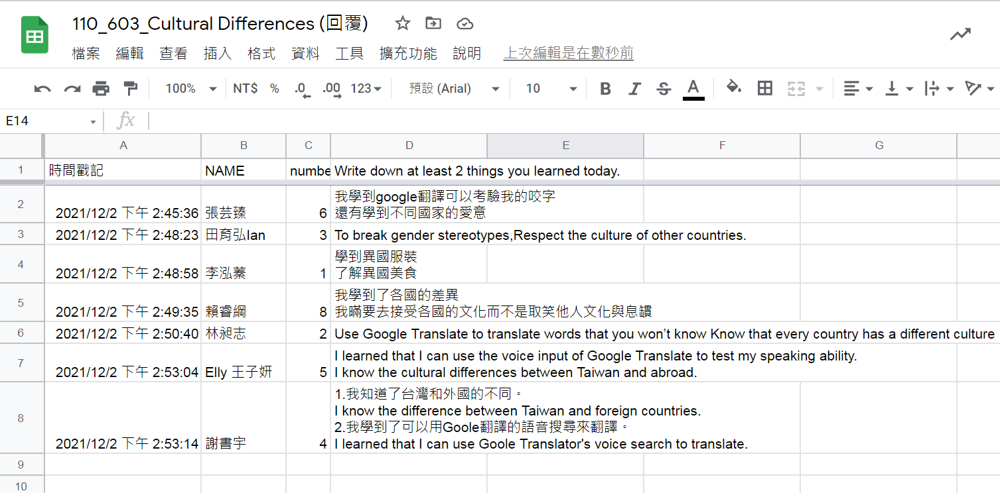 110_603_Cultural Differences (回覆)
檔案 編輯 查看 插入 格式 資料 工具 擴充功能 說明 上次編輯是在數秒前
100% NT$ % .0 .00 123 預設 (Arial) 10 B I S A
E14 fx
A B C D E F G
1 時間戳記 NAME numbe Write down at least 2 things you learned today.
2 2021/12/2 下午 2:45:36 張芸臻 6 我學到google翻譯可以考驗我的咬字
還有學到不同國家的愛意
3 2021/12/2 下午 2:48:23 田育弘Ian 3 To break gender stereotypes,Respect the culture of other countries.
4 2021/12/2 下午 2:48:58 李泓蓁 1 學到異國服裝
了解異國美食
5 2021/12/2 下午 2:49:35 賴睿綱 8 我學到了各國的差異
我暪要去接受各國的文化而不是取笑他人文化與息鑟
6 2021/12/2 下午 2:50:40 林昶志 2 Use Google Translate to translate words that you won’t know Know that every country has a different culture
7 2021/12/2 下午 2:53:04 Elly 王子妍 5 I learned that I can use the voice input of Google Translate to test my speaking ability.
I know the cultural differences between Taiwan and abroad.
8 2021/12/2 下午 2:53:14 謝書宇 4 1.我知道了台灣和外國的不同。
I know the difference between Taiwan and foreign countries.
2.我學到了可以用Goole翻譯的語音搜尋來翻譯。
I learned that I can use Goole Translator's voice search to translate.
9
10